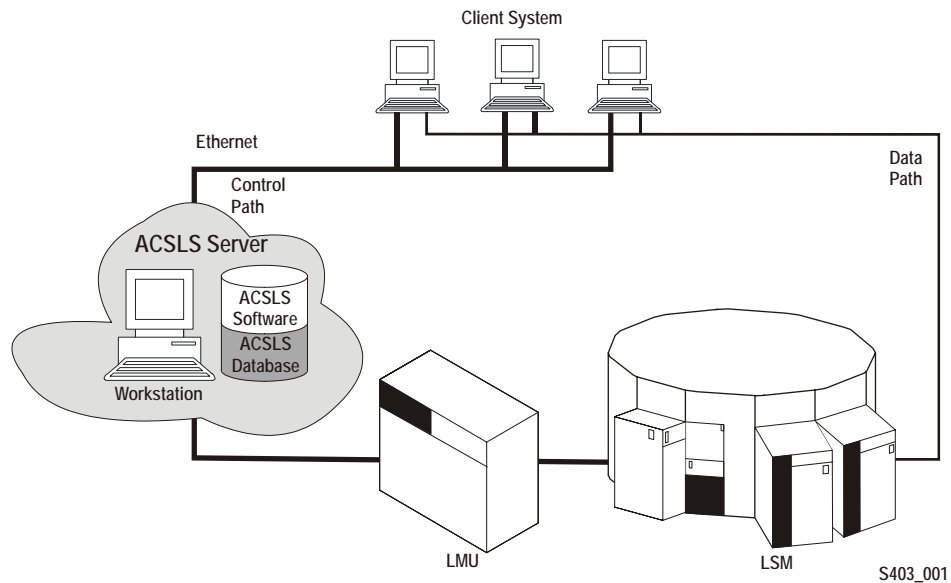 Client System
Ethernet
Control
Path
Data
Path
ACSLS Server
ACSLS
Software
ACSLS
Database
Workstation
LMU
LSM
S403_001